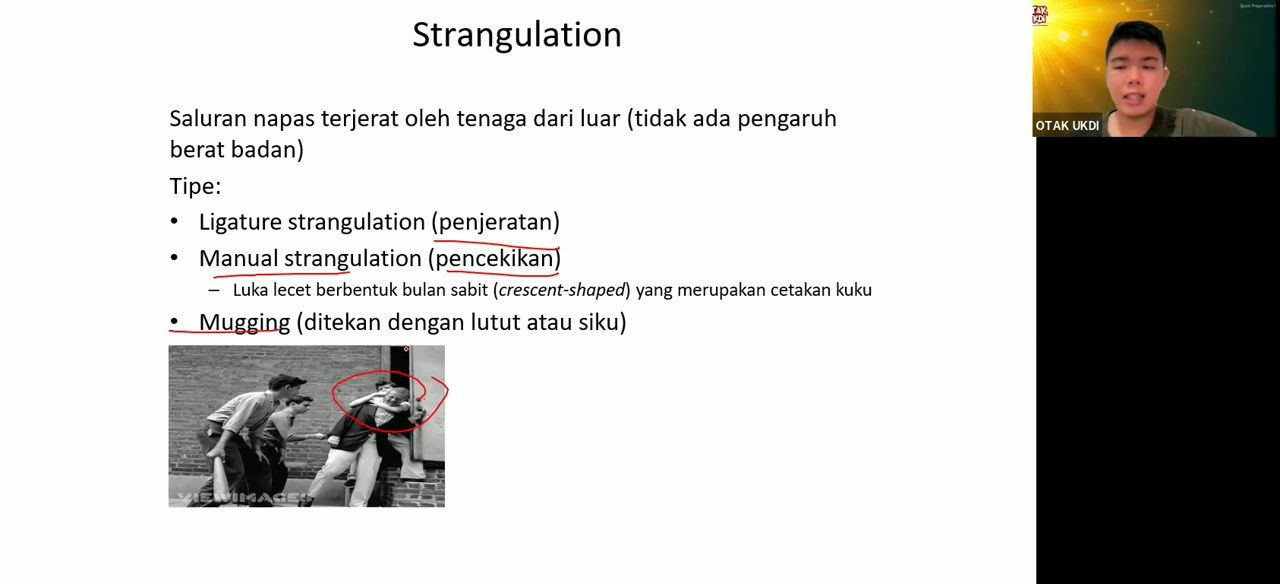 Strangulation
Saluran napas terjerat oleh tenaga dari luar (tidak ada pengaruh
berat badan)
Tipe:
• Ligature strangulation (penjeratan)
• Manual strangulation (pencekikan)
– Luka lecet berbentuk bulan sabit (crescent-shaped) yang merupakan cetakan kuku
• Mugging (ditekan dengan lutut atau siku)
VIEWIMAGES
OTAK UKDI